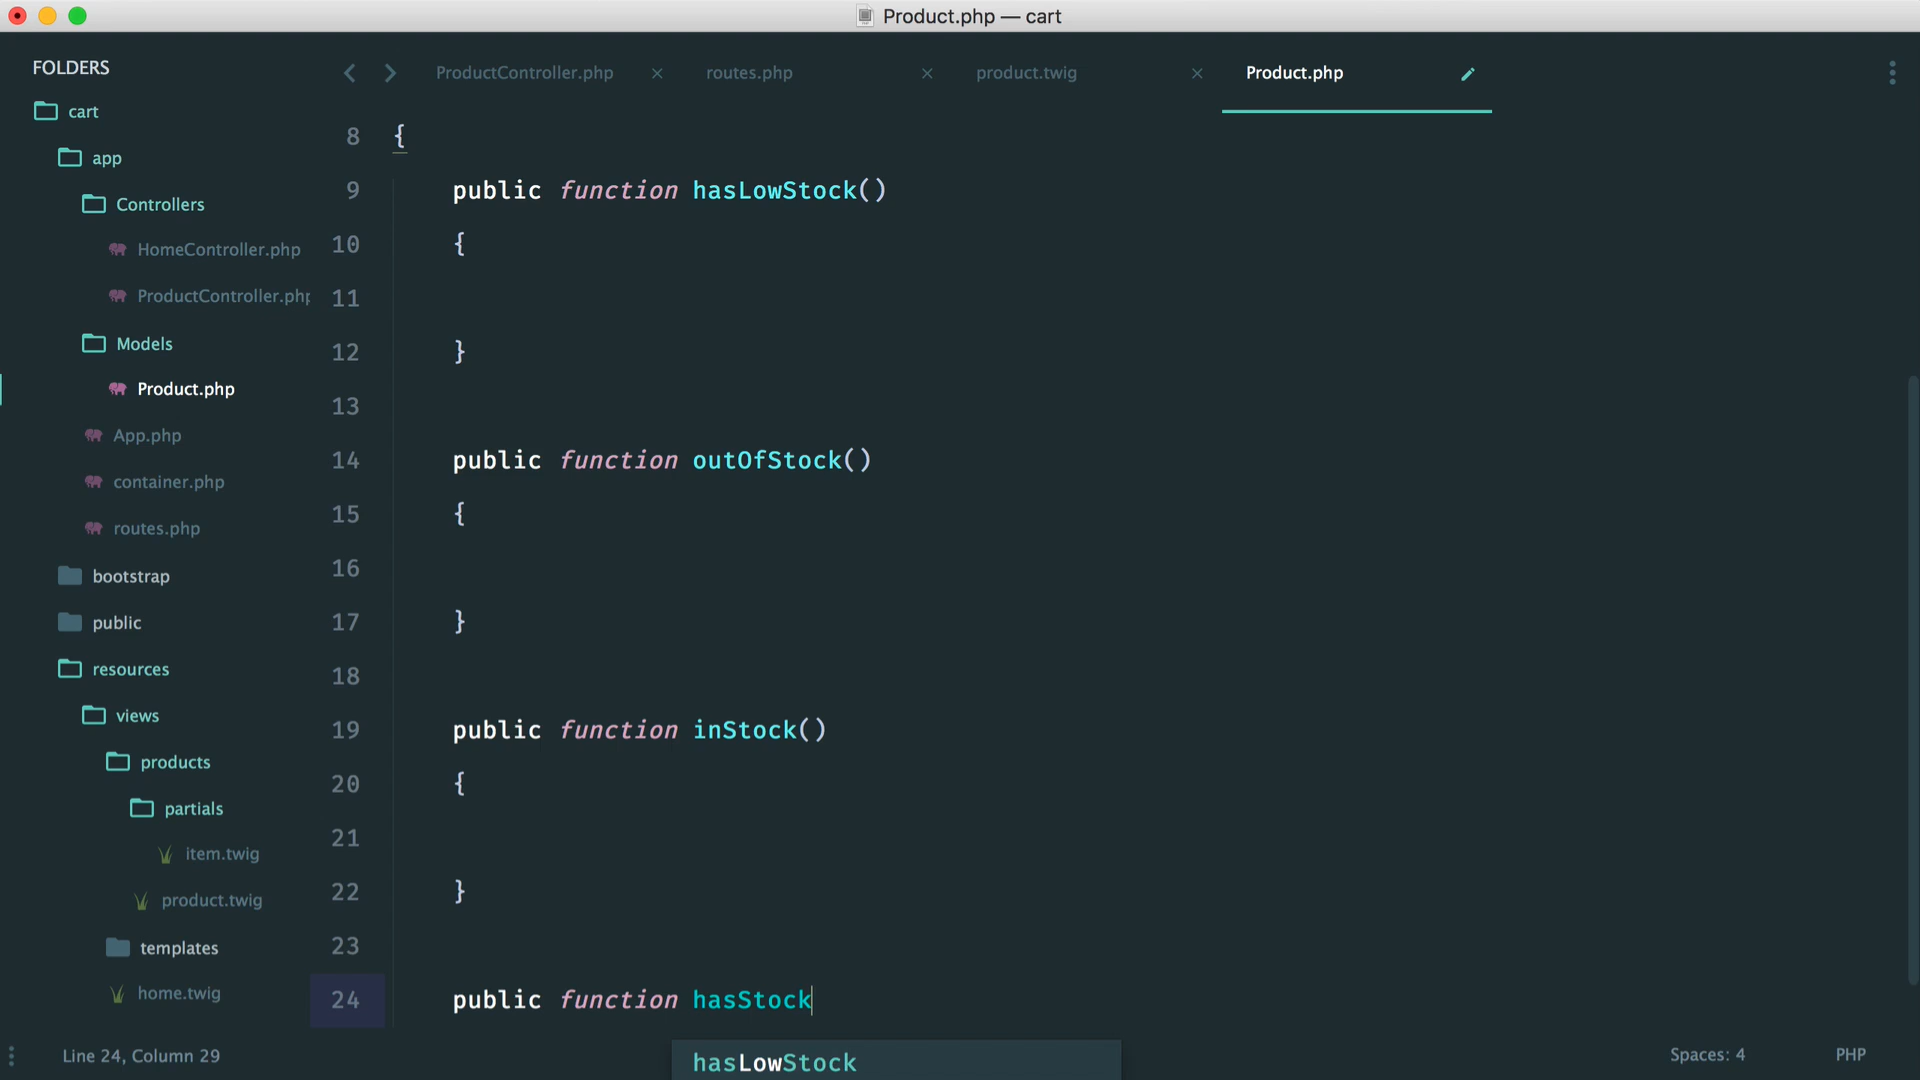 Product.php — cart
FOLDERS
cart
app
Controllers
HomeController.php
ProductController.php
Models
Product.php
App.php
container.php
routes.php
bootstrap
public
resources
views
products
partials
item.twig
product.twig
templates
home.twig
ProductController.php
routes.php
product.twig
Product.php
8 {
9 public function hasLowStock()
10 {
11
12 }
13
14 public function outOfStock()
15 {
16
17 }
18
19 public function inStock()
20 {
21
22 }
23
24 public function hasStock
hasLowStock
Line 24, Column 29
Spaces: 4
PHP